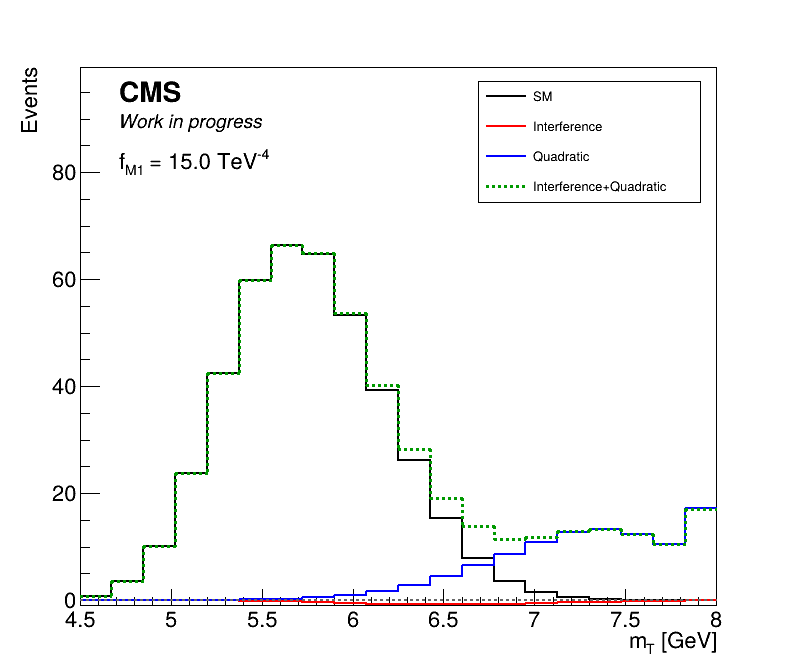 CMS
Work in progress
f_M1 = 15.0 TeV^-4
SM
Interference
Quadratic
Interference+Quadratic
Events
80
60
40
20
0
4.5 5 5.5 6 6.5 7 7.5 8
m_T [GeV]